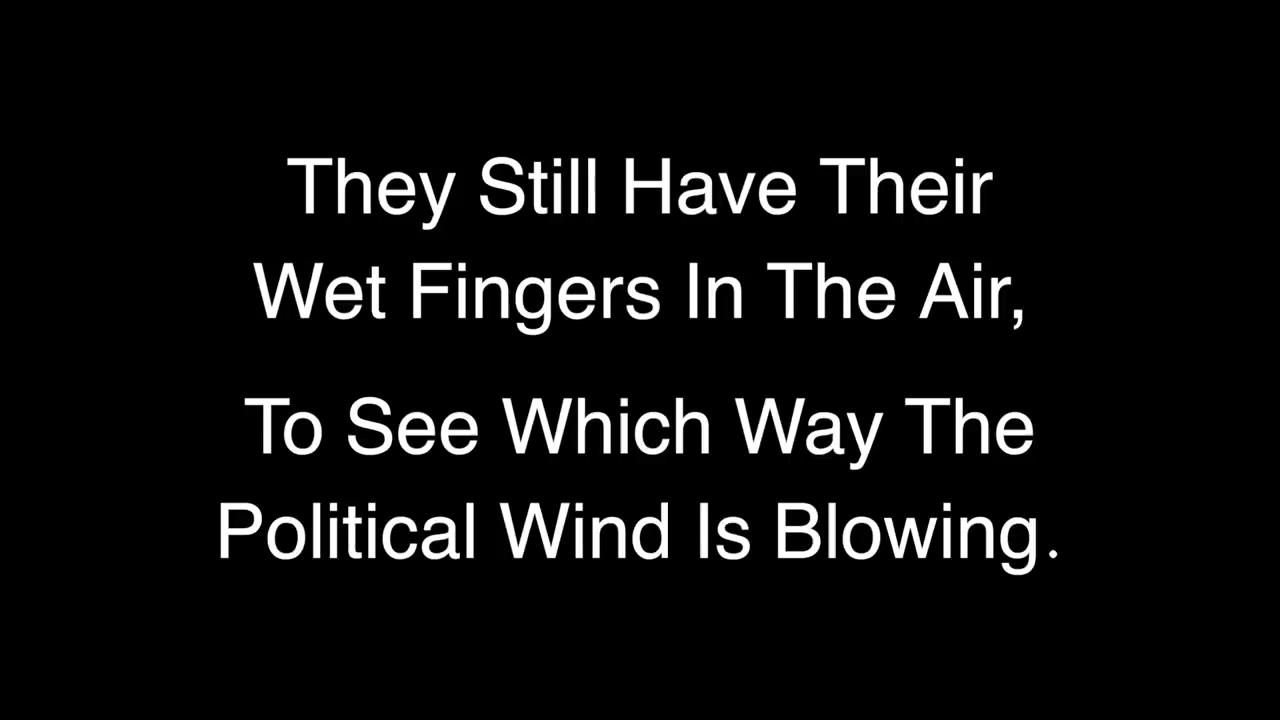 They Still Have Their
Wet Fingers In The Air,
To See Which Way The
Political Wind Is Blowing.